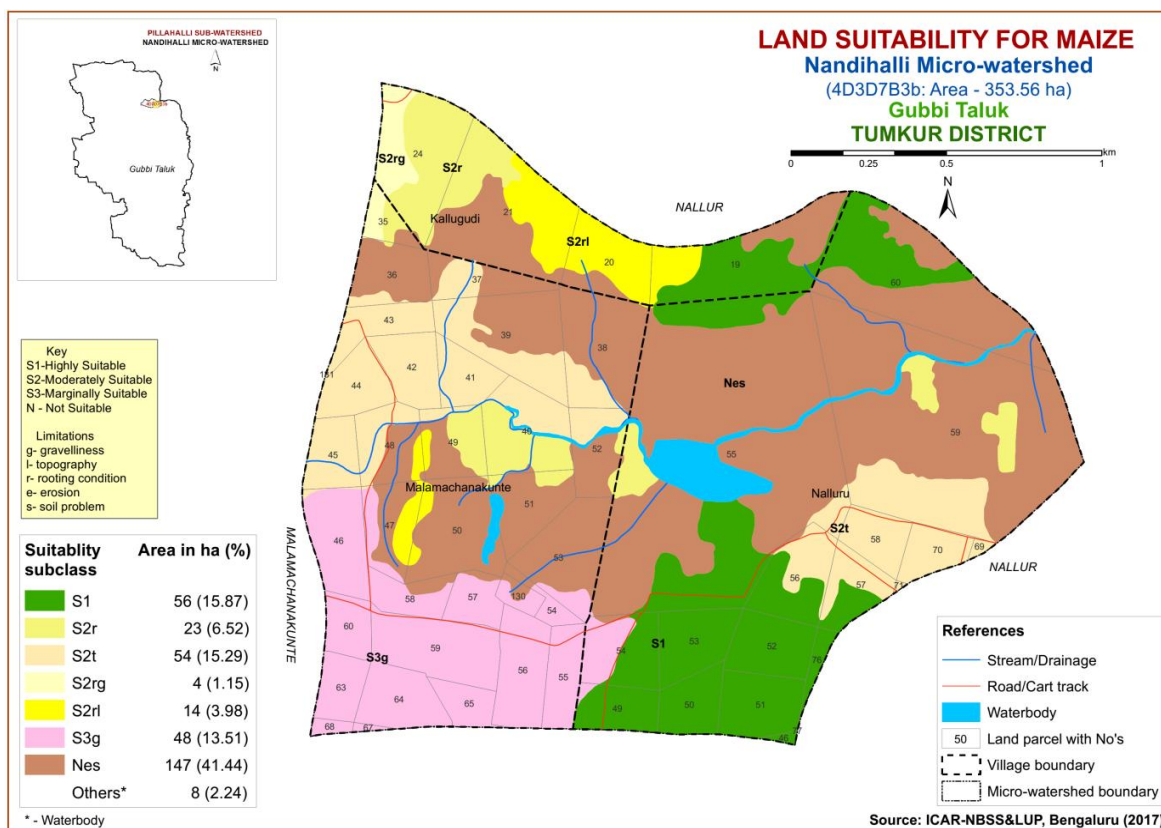 PILLAHALLI SUB-WATERSHED
NANDIHALLI MICRO-WATERSHED
N
Gubbi Taluk
LAND SUITABILITY FOR MAIZE
Nandihalli Micro-watershed
(4D3D7B3b: Area - 353.56 ha)
Gubbi Taluk
TUMKUR DISTRICT
km
0 0.25 0.5 1
N
NALLUR
S2rg
24
S2r
35
Kallugudi
21
S2rl
20
19
60
36
37
43
39
38
42
41
44
Nes
59
49
46
48
52
55
45
Malamachanakunte
51
50
47
53
Nalluru
S2t
58
70
69
56
57
71
NALLUR
MALAMACHANAKUNTE
46
58
57
130
54
60
59
S3g
56
55
63
64
65
68
67
54
S1
53
52
76
49
50
51
46
Key
S1-Highly Suitable
S2-Moderately Suitable
S3-Marginally Suitable
N - Not Suitable
Limitations
g- gravelliness
l- topography
r- rooting condition
e- erosion
s- soil problem
Suitablity subclass Area in ha (%)
S1 56 (15.87)
S2r 23 (6.52)
S2t 54 (15.29)
S2rg 4 (1.15)
S2rl 14 (3.98)
S3g 48 (13.51)
Nes 147 (41.44)
Others* 8 (2.24)
* - Waterbody
References
Stream/Drainage
Road/Cart track
Waterbody
50 Land parcel with No's
Village boundary
Micro-watershed boundary
Source: ICAR-NBSS&LUP, Bengaluru (2017)